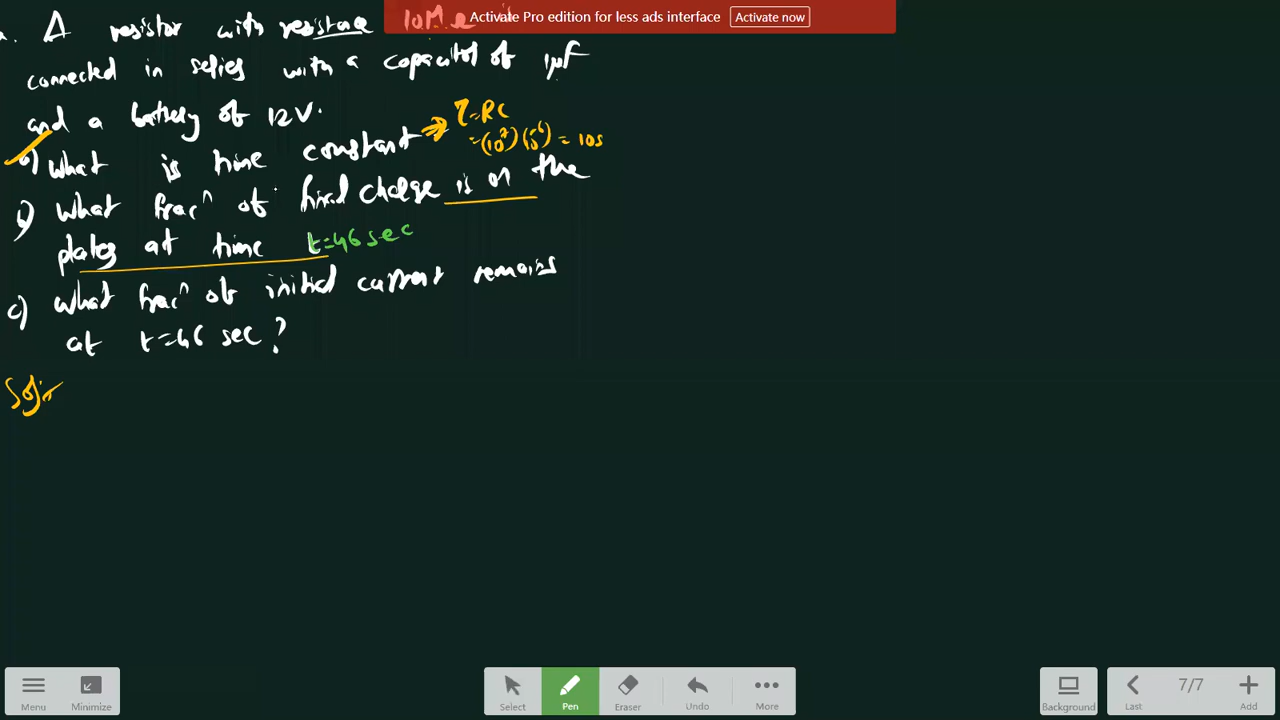 Activate Pro edition for less ads interface Activate now
A resistor with resistance 10M
connected in series with a capacitor of 1μF
and a battery of 12V.
a) What is time constant
τ=RC
=(10⁷)(10⁻⁶) = 10s
b) What fracⁿ of final charge is on the
plates at time t=46 sec
c) what fracⁿ of initial current remains
at t=46 sec?
Solⁿ
Menu Minimize Select Pen Eraser Undo More Background Last 7/7 Add